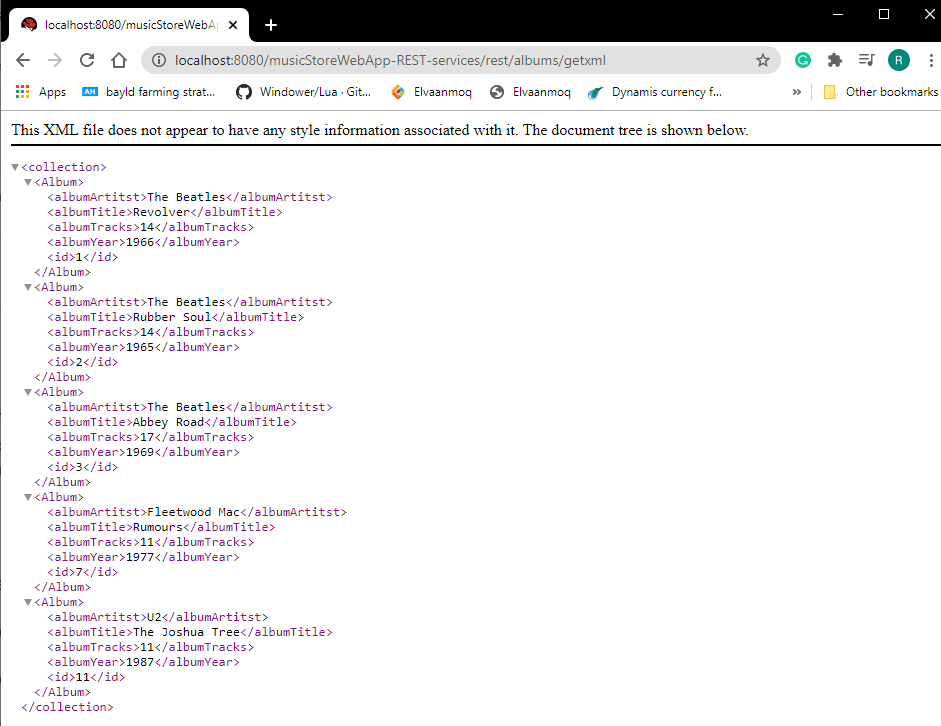 localhost:8080/musicStoreWebAp
localhost:8080/musicStoreWebApp-REST-services/rest/albums/getxml
R
Apps AH bayld farming strat... Windower/Lua · Git... Elvaanmoq Elvaanmoq Dynamis currency f... » Other bookmarks
This XML file does not appear to have any style information associated with it. The document tree is shown below.
▼<collection>
▼<Album>
<albumArtitst>The Beatles</albumArtitst>
<albumTitle>Revolver</albumTitle>
<albumTracks>14</albumTracks>
<albumYear>1966</albumYear>
<id>1</id>
</Album>
▼<Album>
<albumArtitst>The Beatles</albumArtitst>
<albumTitle>Rubber Soul</albumTitle>
<albumTracks>14</albumTracks>
<albumYear>1965</albumYear>
<id>2</id>
</Album>
▼<Album>
<albumArtitst>The Beatles</albumArtitst>
<albumTitle>Abbey Road</albumTitle>
<albumTracks>17</albumTracks>
<albumYear>1969</albumYear>
<id>3</id>
</Album>
▼<Album>
<albumArtitst>Fleetwood Mac</albumArtitst>
<albumTitle>Rumours</albumTitle>
<albumTracks>11</albumTracks>
<albumYear>1977</albumYear>
<id>7</id>
</Album>
▼<Album>
<albumArtitst>U2</albumArtitst>
<albumTitle>The Joshua Tree</albumTitle>
<albumTracks>11</albumTracks>
<albumYear>1987</albumYear>
<id>11</id>
</Album>
</collection>